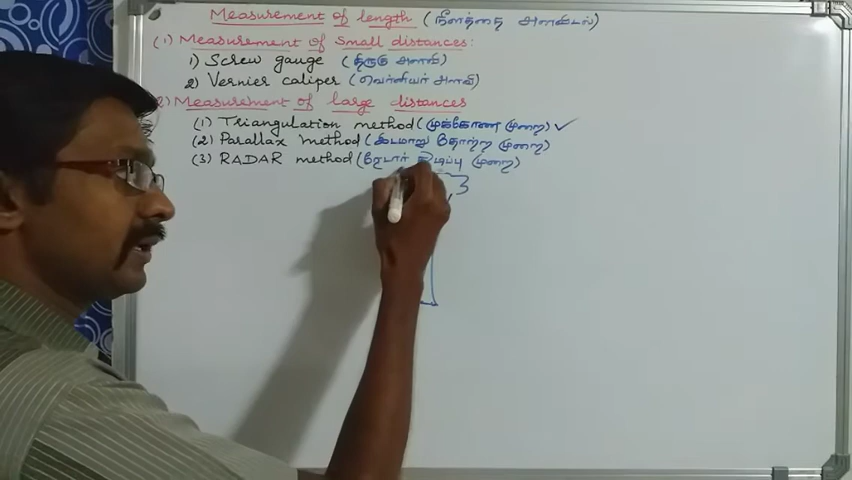 Measurement of length (நீளத்தை அளவிடல்)
(1) Measurement of Small distances:
1) Screw gauge (திருகு அளவி)
2) Vernier caliper (வெர்னியர் அளவி)
2) Measurement of large distances
(1) Triangulation method (முக்கோண முறை) ✓
(2) Parallax method (இடமாறு தோற்ற முறை)
(3) RADAR method (ரேடார் துடிப்பு முறை)